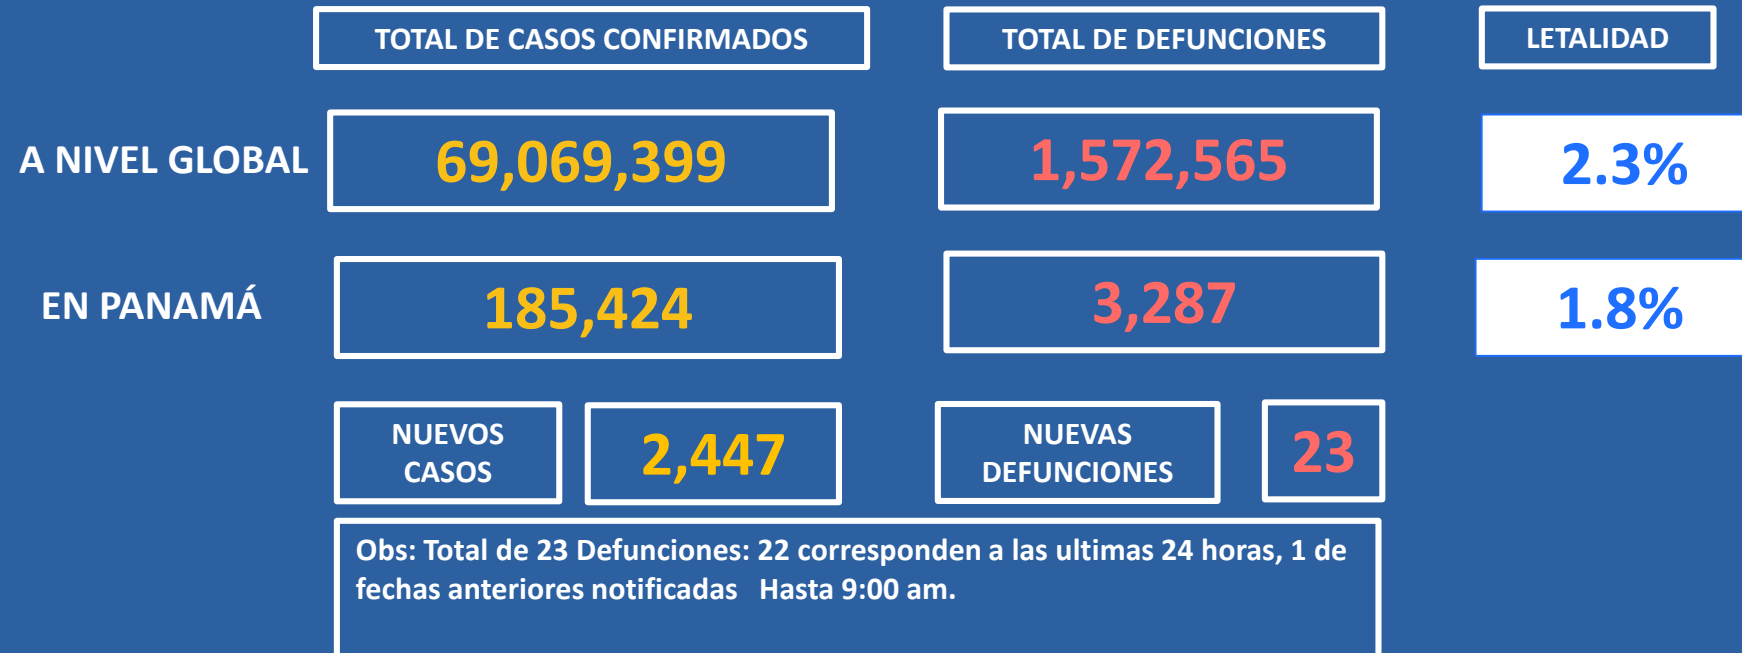 TOTAL DE CASOS CONFIRMADOS
TOTAL DE DEFUNCIONES
LETALIDAD
A NIVEL GLOBAL
69,069,399
1,572,565
2.3%
EN PANAMÁ
185,424
3,287
1.8%
NUEVOS
CASOS
2,447
NUEVAS
DEFUNCIONES
23
Obs: Total de 23 Defunciones: 22 corresponden a las ultimas 24 horas, 1 de
fechas anteriores notificadas   Hasta 9:00 am.